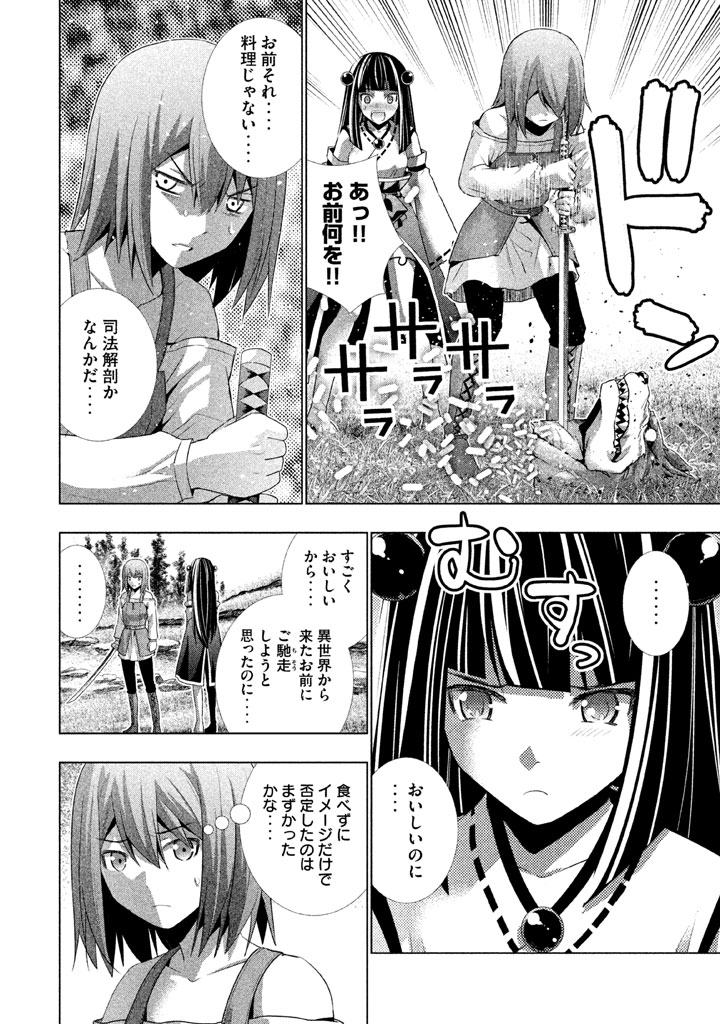 ドーン
あっ!!
お前何を!!
サラ
サラ
サラ
お前それ‥‥
料理じゃない
‥‥
司法解剖か
なんかだ‥‥
‥‥
むすっ
おいしいのに
‥‥
すごく
おいしい
から‥‥
異世界から
来たお前に
ご馳走
ちそう
しようと
思ったのに
‥‥
‥‥
食べずに
イメージだけで
否定したのは
まずかった
かな‥‥